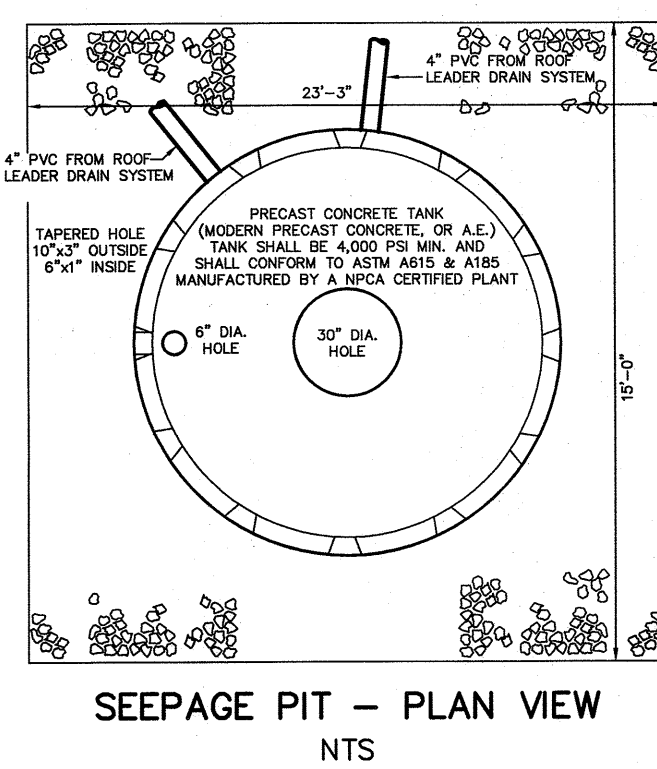 4" PVC FROM ROOF
LEADER DRAIN SYSTEM
23'-3"
4" PVC FROM ROOF
LEADER DRAIN SYSTEM
PRECAST CONCRETE TANK
(MODERN PRECAST CONCRETE, OR A.E.)
TANK SHALL BE 4,000 PSI MIN. AND
SHALL CONFORM TO ASTM A615 & A185
MANUFACTURED BY A NPCA CERTIFIED PLANT
TAPERED HOLE
10"x3" OUTSIDE
6"x1" INSIDE
6" DIA.
HOLE
30" DIA.
HOLE
15'-0"
SEEPAGE PIT – PLAN VIEW
NTS